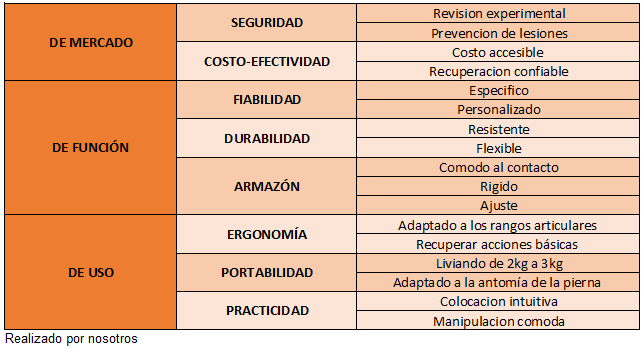 DE MERCADO
SEGURIDAD
Revision experimental
Prevencion de lesiones
COSTO-EFECTIVIDAD
Costo accesible
Recuperacion confiable
DE FUNCIÓN
FIABILIDAD
Especifico
Personalizado
DURABILIDAD
Resistente
Flexible
ARMAZÓN
Comodo al contacto
Rigido
Ajuste
DE USO
ERGONOMÍA
Adaptado a los rangos articulares
Recuperar acciones básicas
PORTABILIDAD
Liviando de 2kg a 3kg
Adaptado a la antomía de la pierna
PRACTICIDAD
Colocacion intuitiva
Manipulacion comoda
Realizado por nosotros